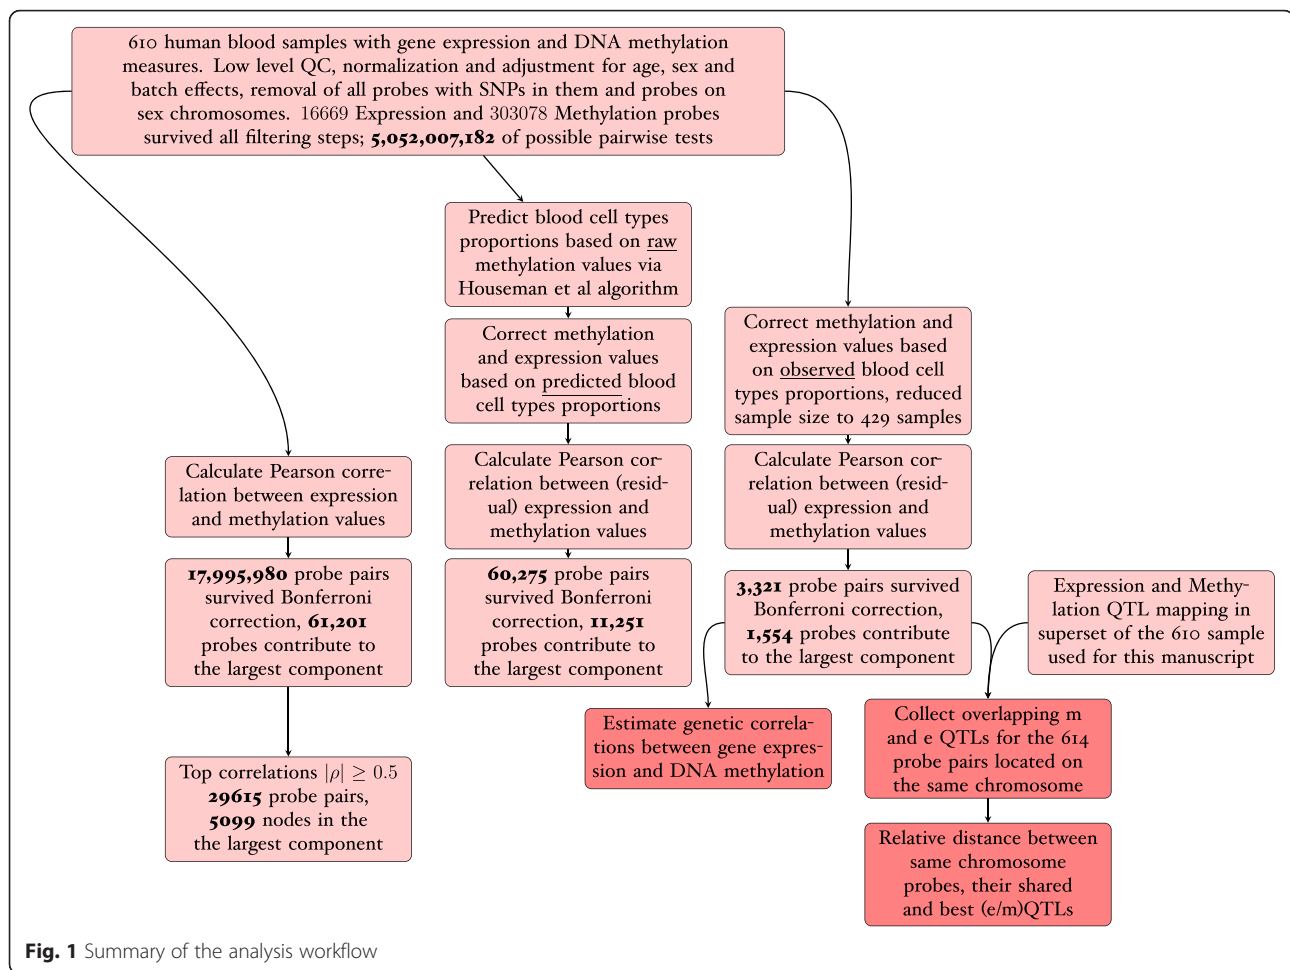 610 human blood samples with gene expression and DNA methylation
measures. Low level QC, normalization and adjustment for age, sex and
batch effects, removal of all probes with SNPs in them and probes on
sex chromosomes. 16669 Expression and 303078 Methylation probes
survived all filtering steps; 5,052,007,182 of possible pairwise tests
Predict blood cell types
proportions based on raw
methylation values via
Houseman et al algorithm
Correct methylation
and expression values
based on predicted blood
cell types proportions
Correct methylation and
expression values based
on observed blood cell
types proportions, reduced
sample size to 429 samples
Calculate Pearson corre-
lation between expression
and methylation values
Calculate Pearson cor-
relation between (resid-
ual) expression and
methylation values
Calculate Pearson cor-
relation between (resid-
ual) expression and
methylation values
17,995,980 probe pairs
survived Bonferroni
correction, 61,201
probes contribute to
the largest component
60,275 probe pairs
survived Bonferroni
correction, 11,251
probes contribute to
the largest component
3,321 probe pairs survived
Bonferroni correction,
1,554 probes contribute
to the largest component
Expression and Methy-
lation QTL mapping in
superset of the 610 sample
used for this manuscript
Estimate genetic correla-
tions between gene expres-
sion and DNA methylation
Collect overlapping m
and e QTLs for the 614
probe pairs located on
the same chromosome
Top correlations |ρ| ≥ 0.5
29615 probe pairs,
5099 nodes in the
the largest component
Relative distance between
same chromosome
probes, their shared
and best (e/m)QTLs
Fig. 1 Summary of the analysis workflow